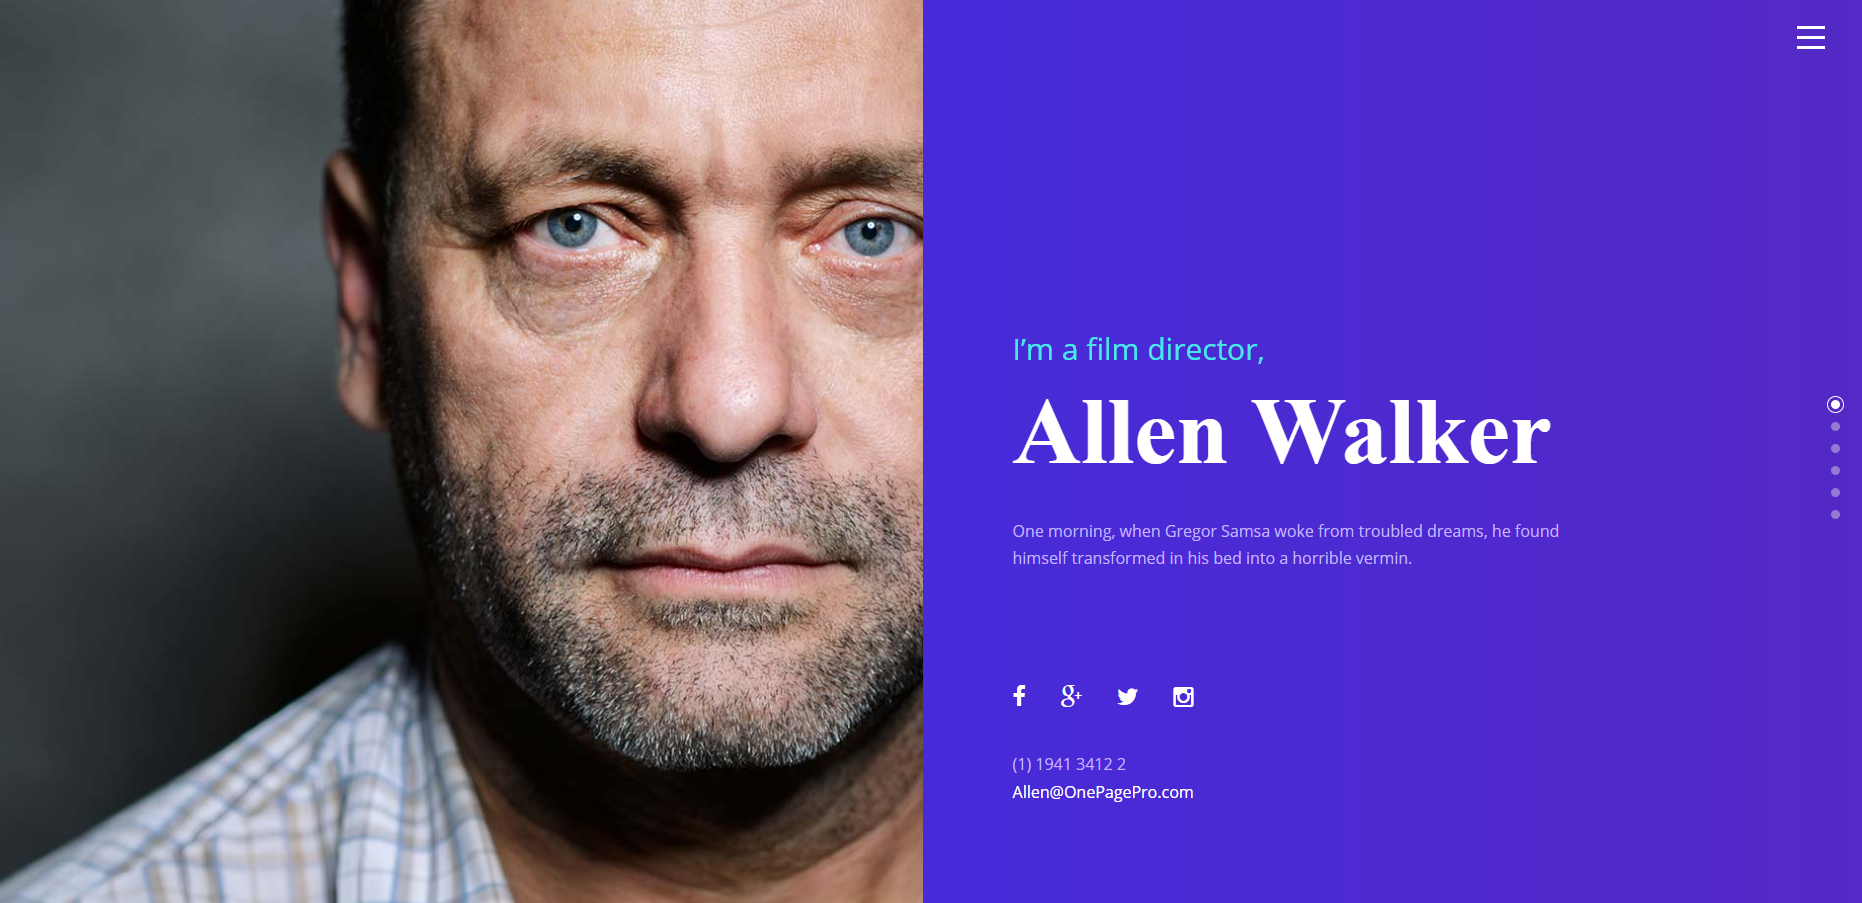 I’m a film director,
Allen Walker
One morning, when Gregor Samsa woke from troubled dreams, he found
himself transformed in his bed into a horrible vermin.
(1) 1941 3412 2
Allen@OnePagePro.com